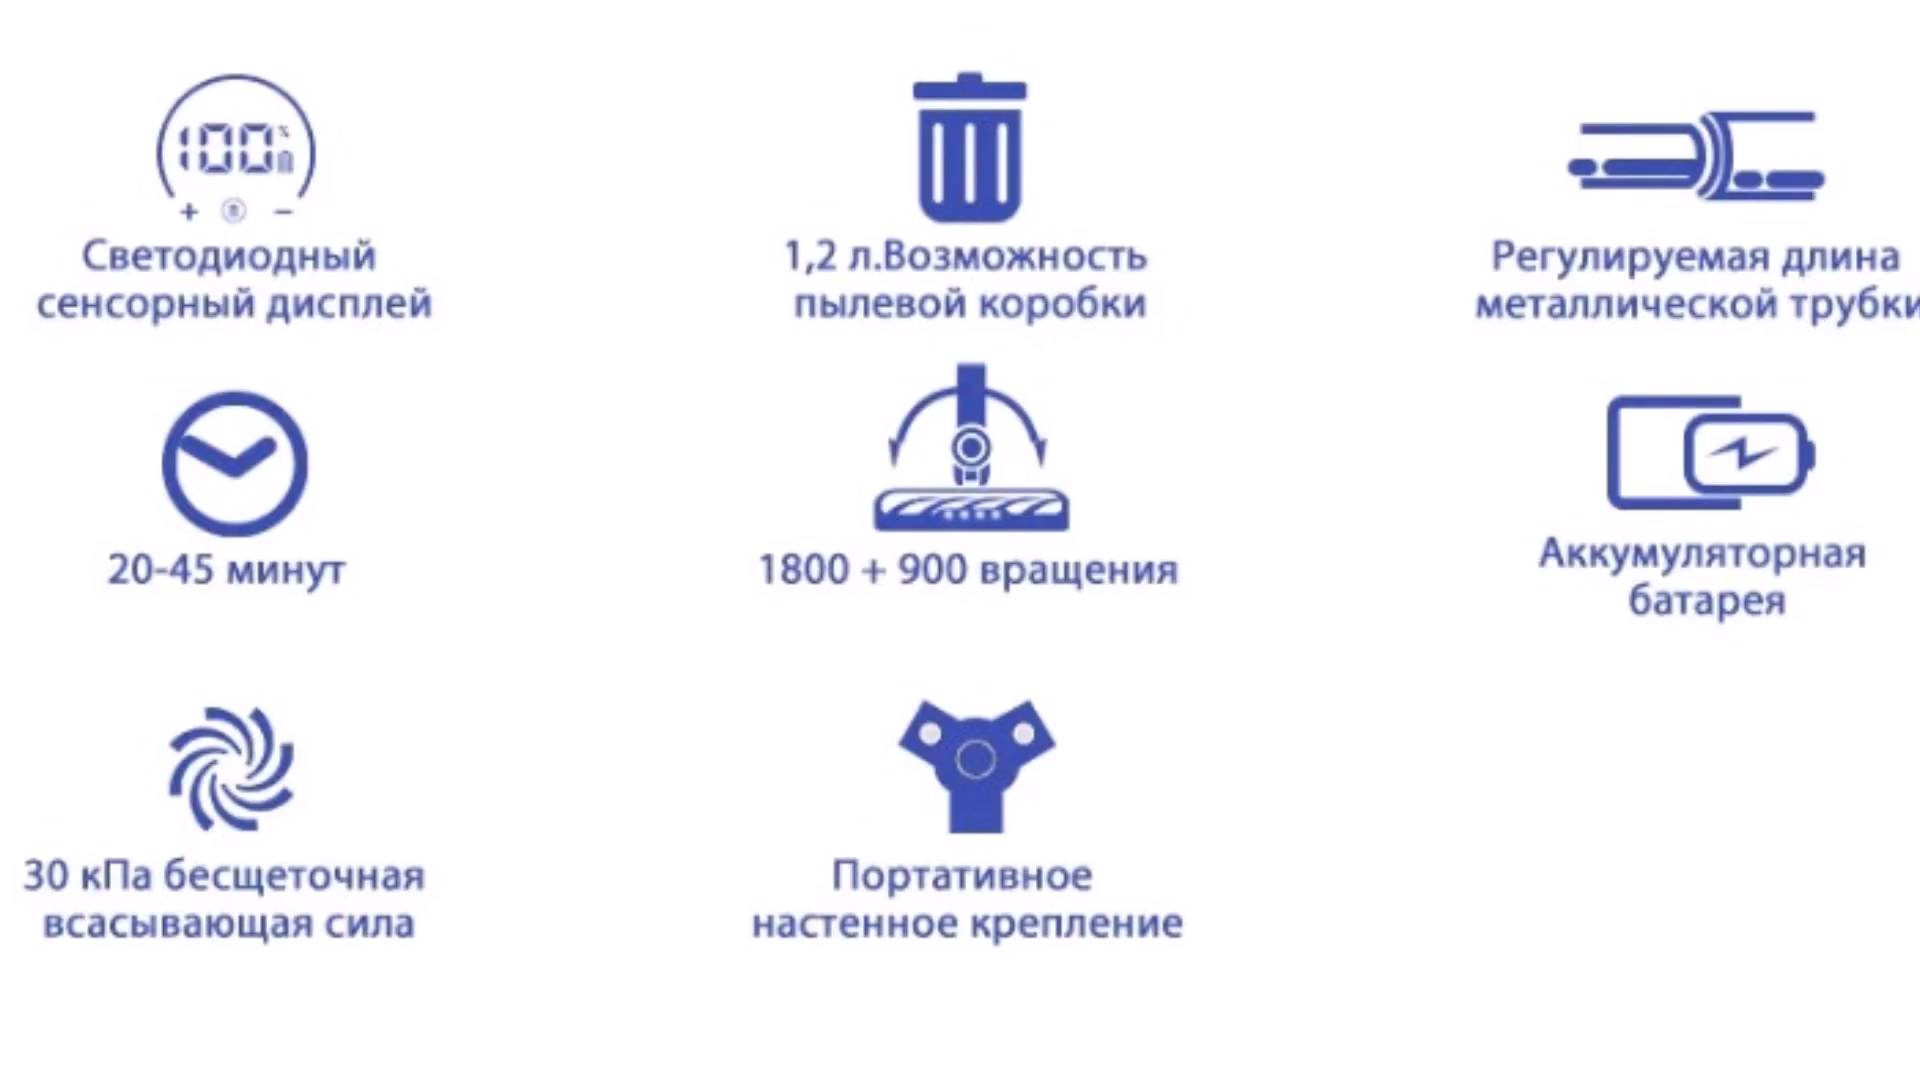 100%
Светодиодный
сенсорный дисплей
1,2 л.Возможность
пылевой коробки
Регулируемая длина
металлической трубки
20-45 минут
1800 + 900 вращения
Аккумуляторная
батарея
30 кПа бесщеточная
всасывающая сила
Портативное
настенное крепление